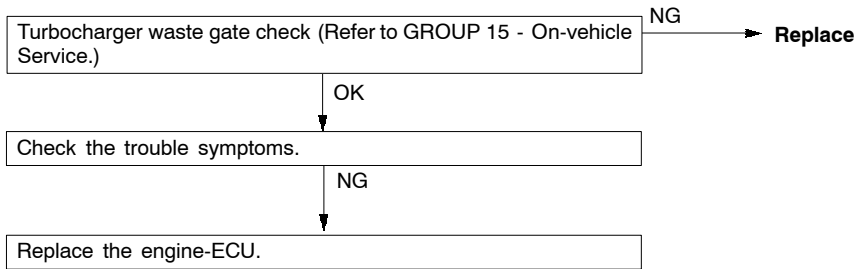 Turbocharger waste gate check (Refer to GROUP 15 - On-vehicle
Service.)
NG
Replace
OK
Check the trouble symptoms.
NG
Replace the engine-ECU.